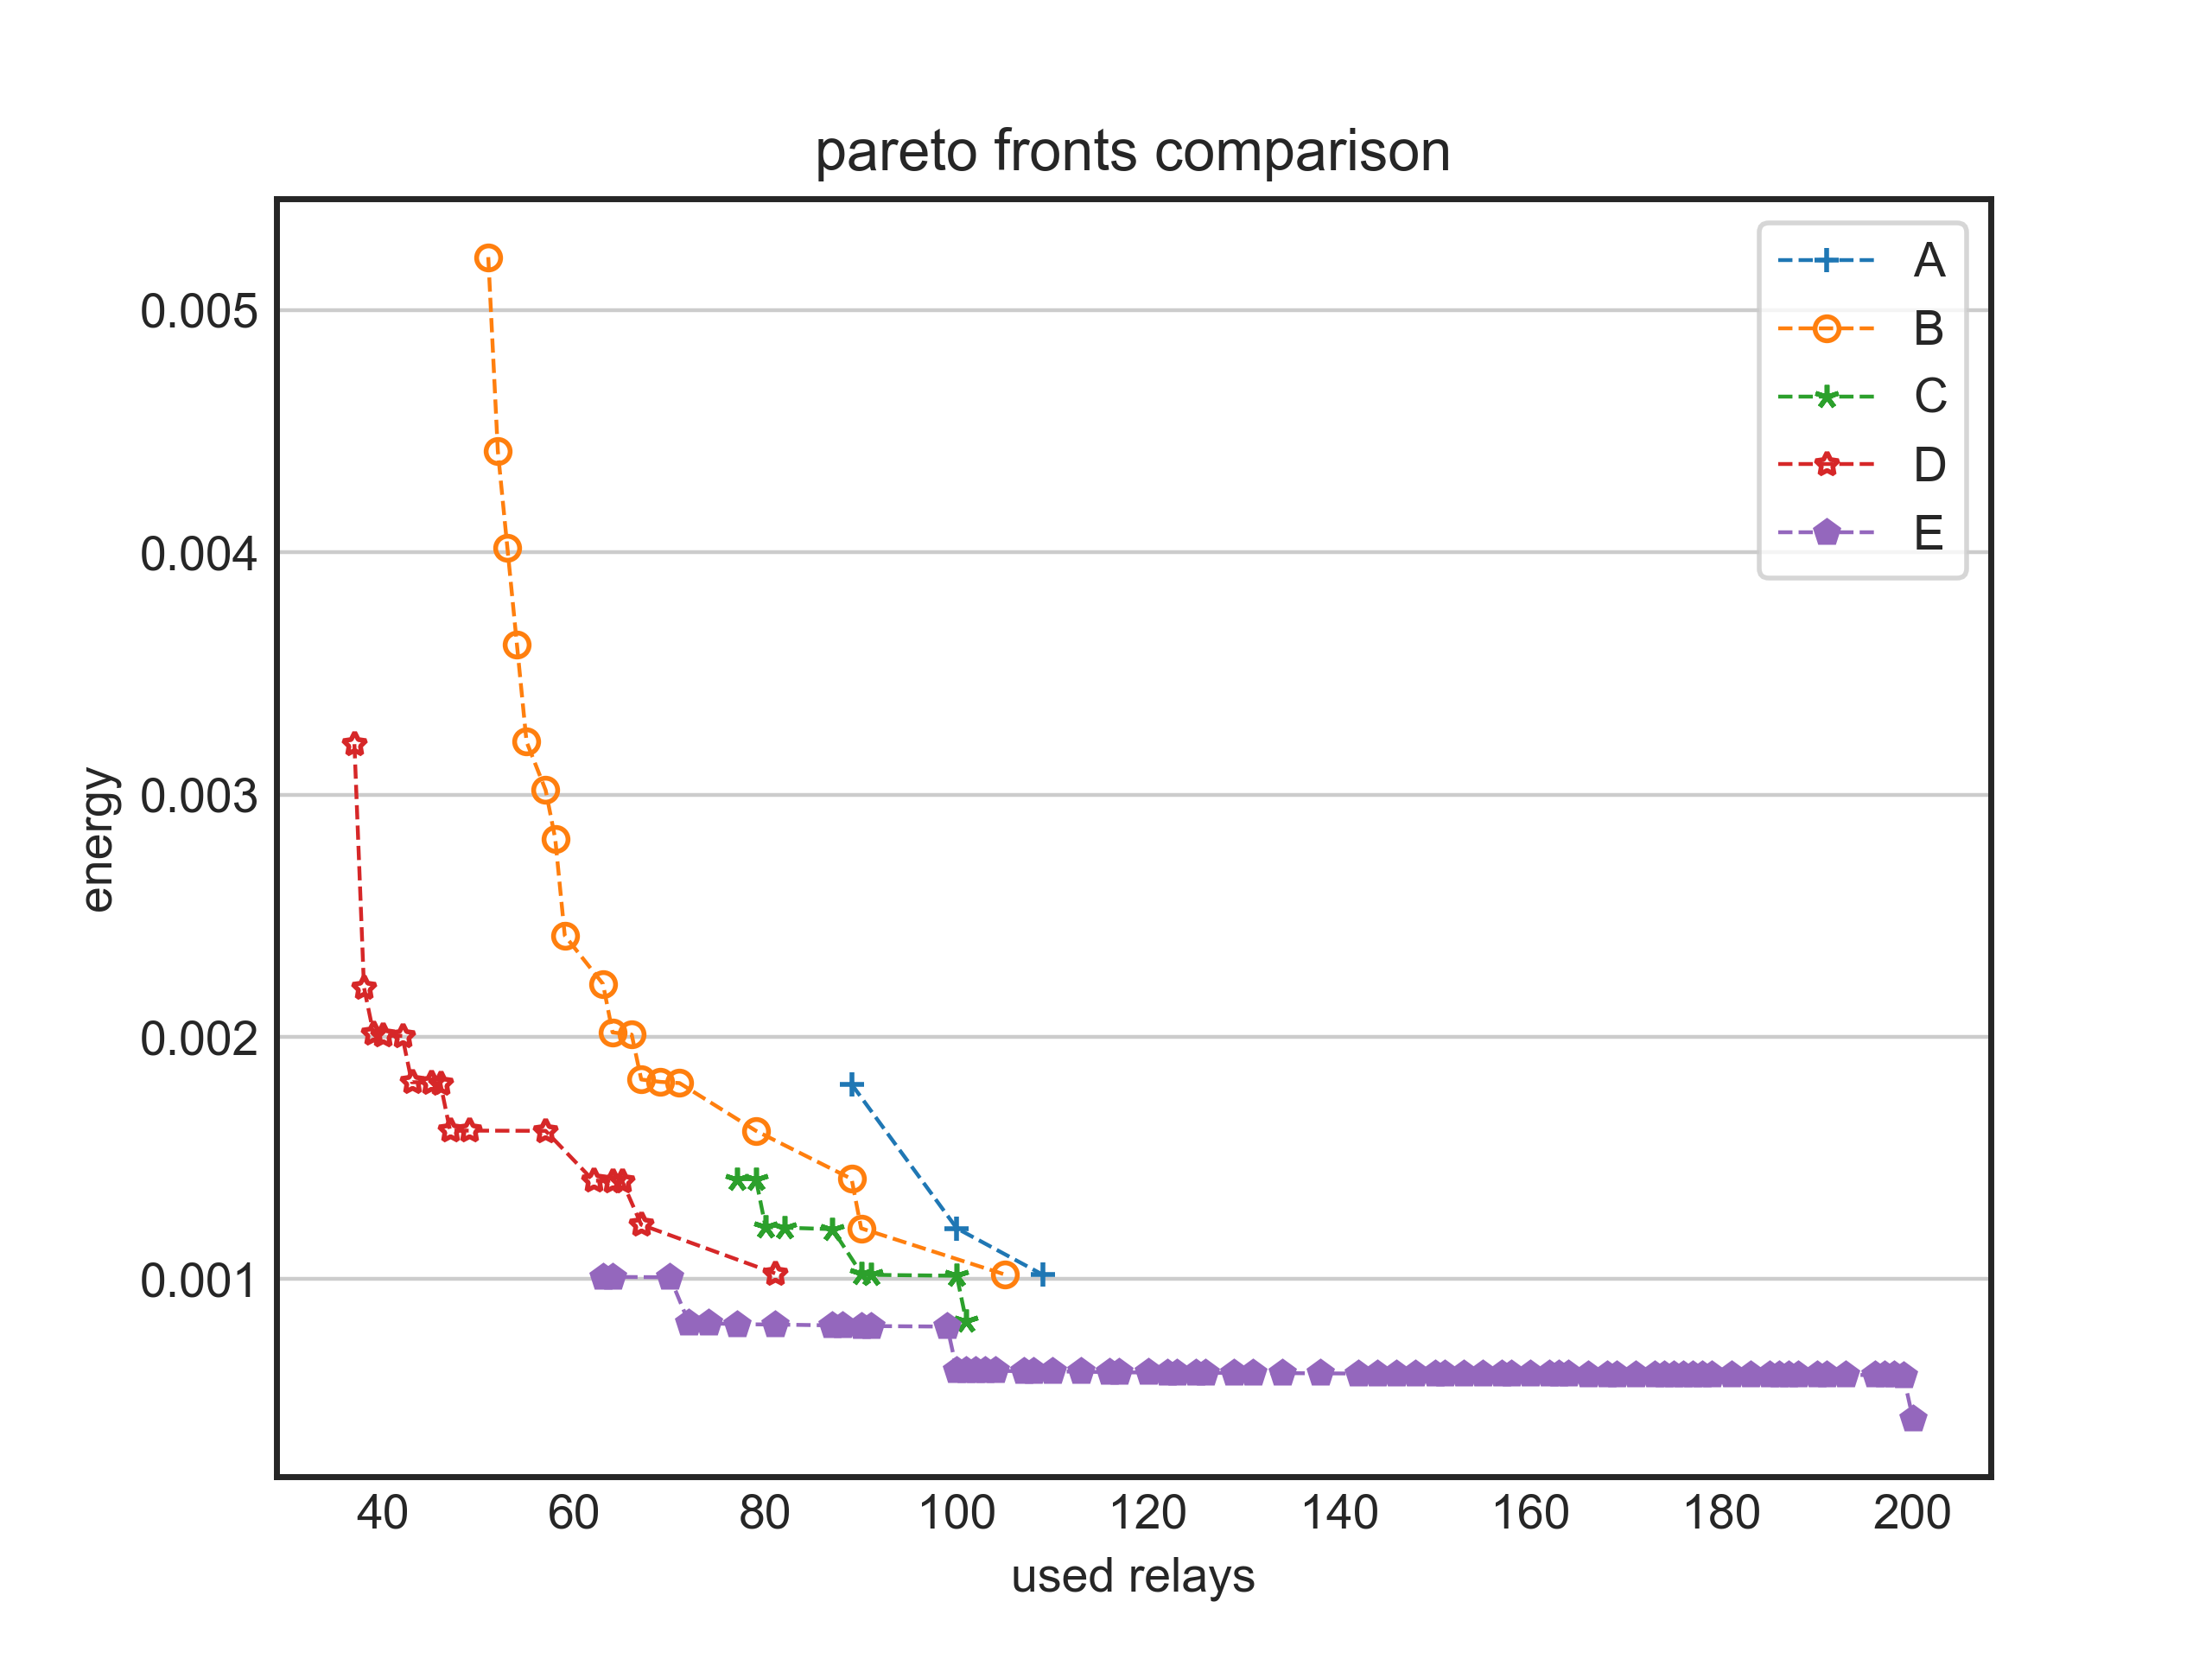 pareto fronts comparison
A
B
C
D
E
0.005
0.004
0.003
0.002
0.001
energy
40 60 80 100 120 140 160 180 200
used relays